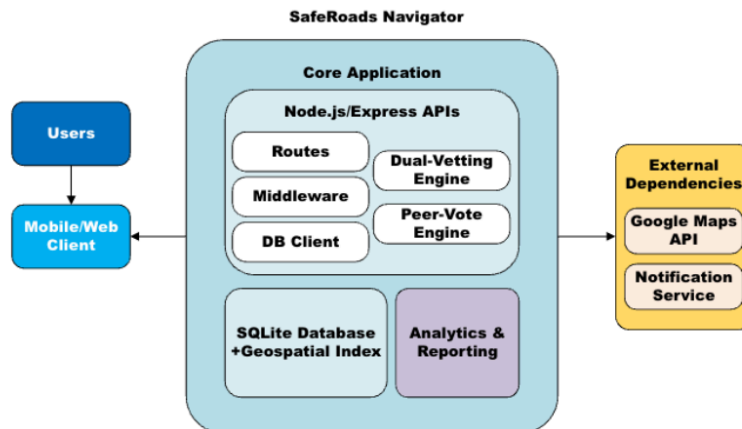 SafeRoads Navigator
Core Application
Node.js/Express APIs
Users
Routes
Dual-Vetting
Engine
Middleware
Peer-Vote
Engine
DB Client
Mobile/Web
Client
External
Dependencies
Google Maps
API
Notification
Service
SQLite Database
+Geospatial Index
Analytics &
Reporting